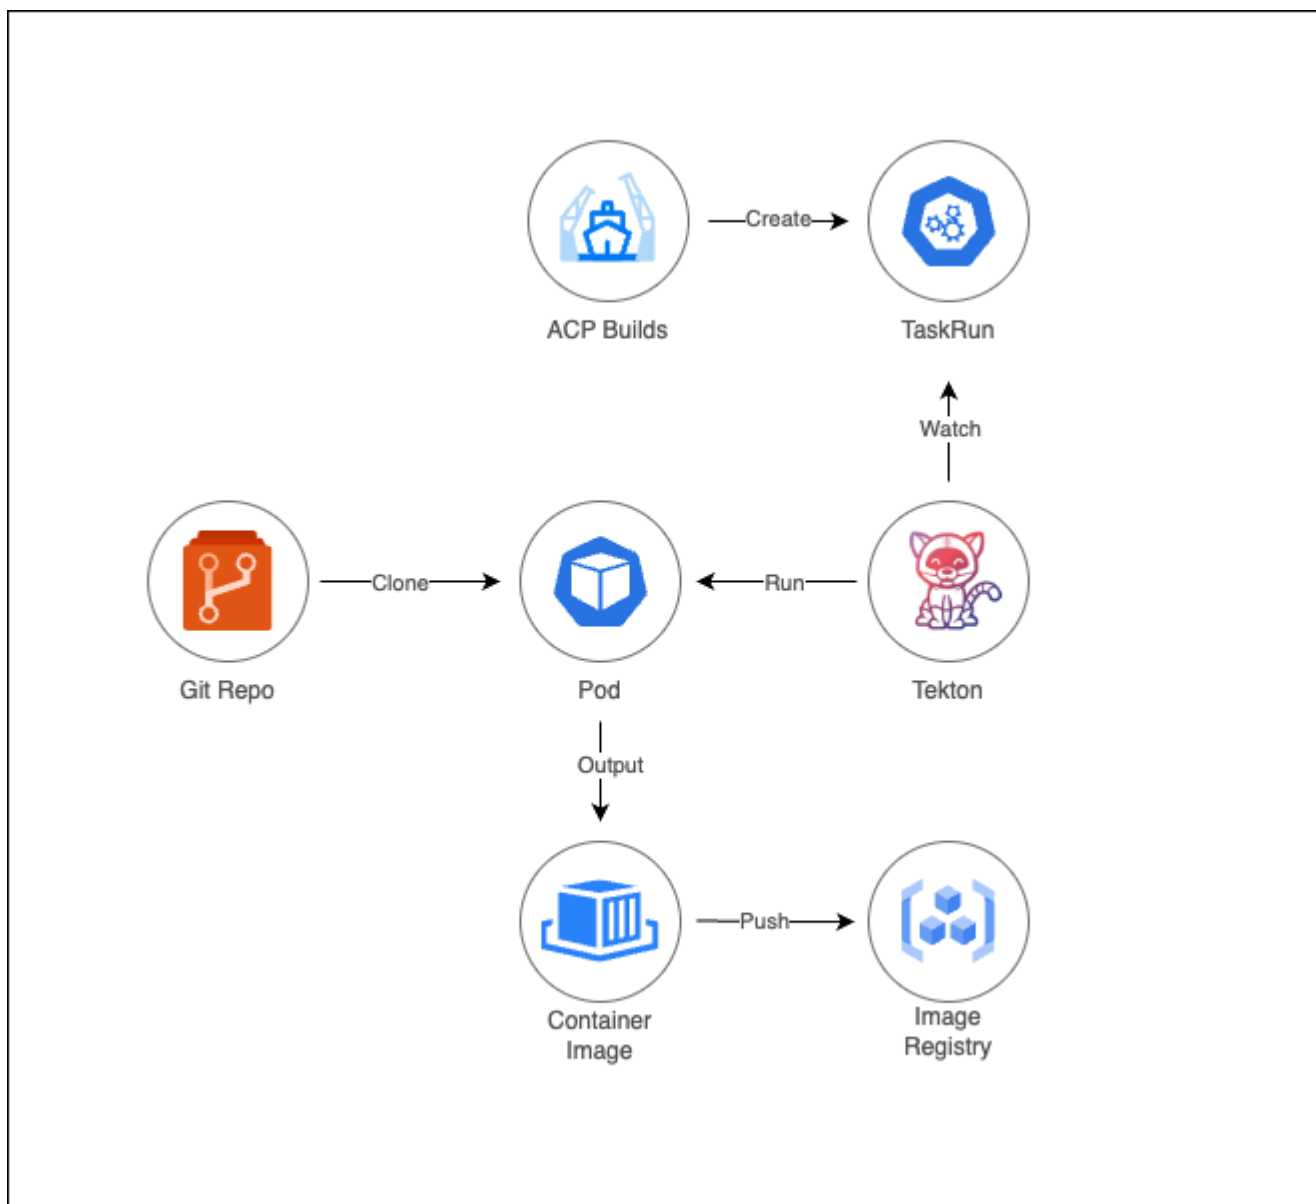 Create
ACP Builds
TaskRun
Watch
Clone
Run
Git Repo
Pod
Tekton
Output
Push
Container
Image
Image
Registry